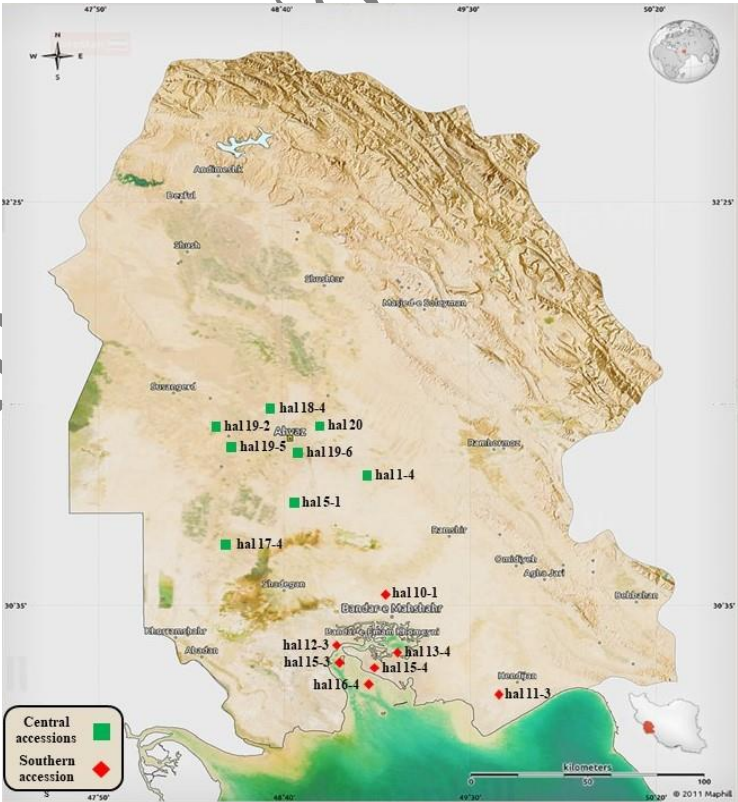 47°50'
48°40'
49°30'
50°20'
N
W
E
S
Andimeshk
32°25'
32°25'
Dezful
Shush
Shushtar
Masjed-e Soleyman
Susangerd
hal 18-4
hal 19-2
hal 20
Ahvaz
hal 19-5
hal 19-6
Ramhormoz
hal 1-4
hal 5-1
Ramshir
hal 17-4
Omidiyeh
Agha Jari
Shadegan
hal 10-1
Behbahan
30°35'
Bandar-e Mahshahr
30°35'
Khorramshahr
Bandar-e Emam Khomeyni
hal 12-3
Abadan
hal 13-4
hal 15-3
hal 15-4
Hendijan
hal 16-4
hal 11-3
Central
accessions
Southern
accession
kilometers
0
50
100
S
47°50'
48°40'
49°30'
© 2011 Maphill